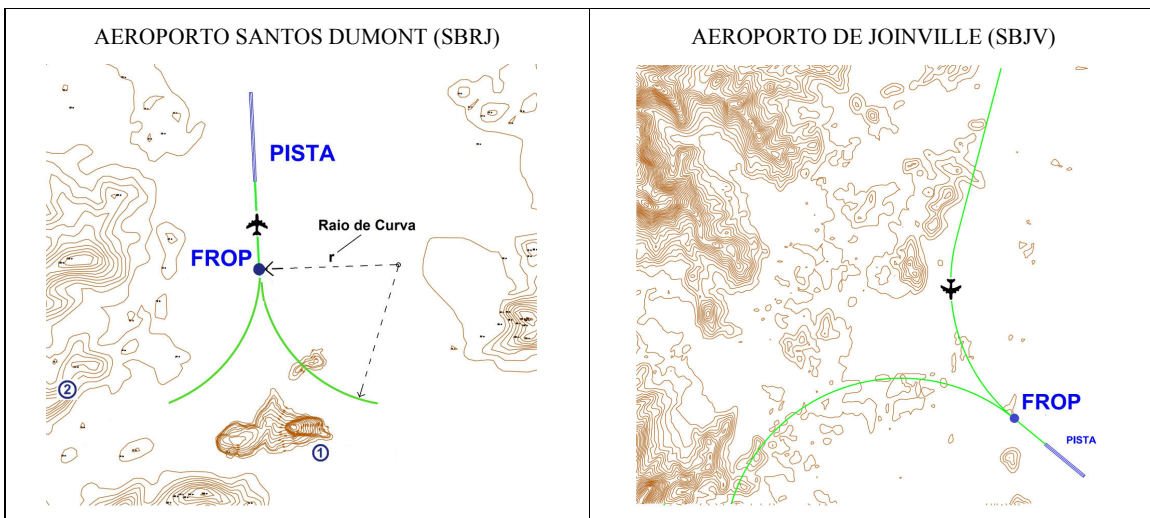 AEROPORTO SANTOS DUMONT (SBRJ)
PISTA
Raio de Curva
r
FROP
2
1
AEROPORTO DE JOINVILLE (SBJV)
FROP
PISTA